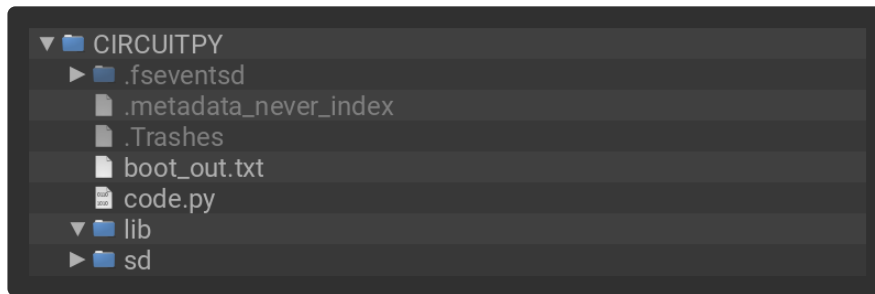 CIRCUITPY
.fseventsd
.metadata_never_index
.Trashes
boot_out.txt
code.py
lib
sd